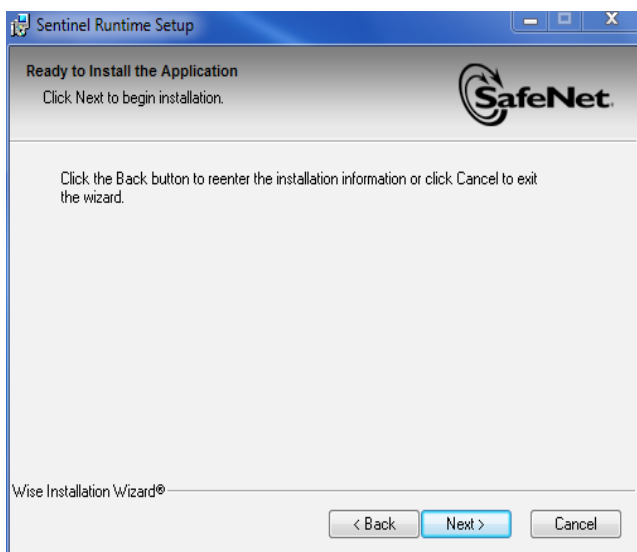 Sentinel Runtime Setup
Ready to Install the Application
Click Next to begin installation.
SafeNet.
Click the Back button to reenter the installation information or click Cancel to exit
the wizard.
Wise Installation Wizard®
< Back
Next >
Cancel